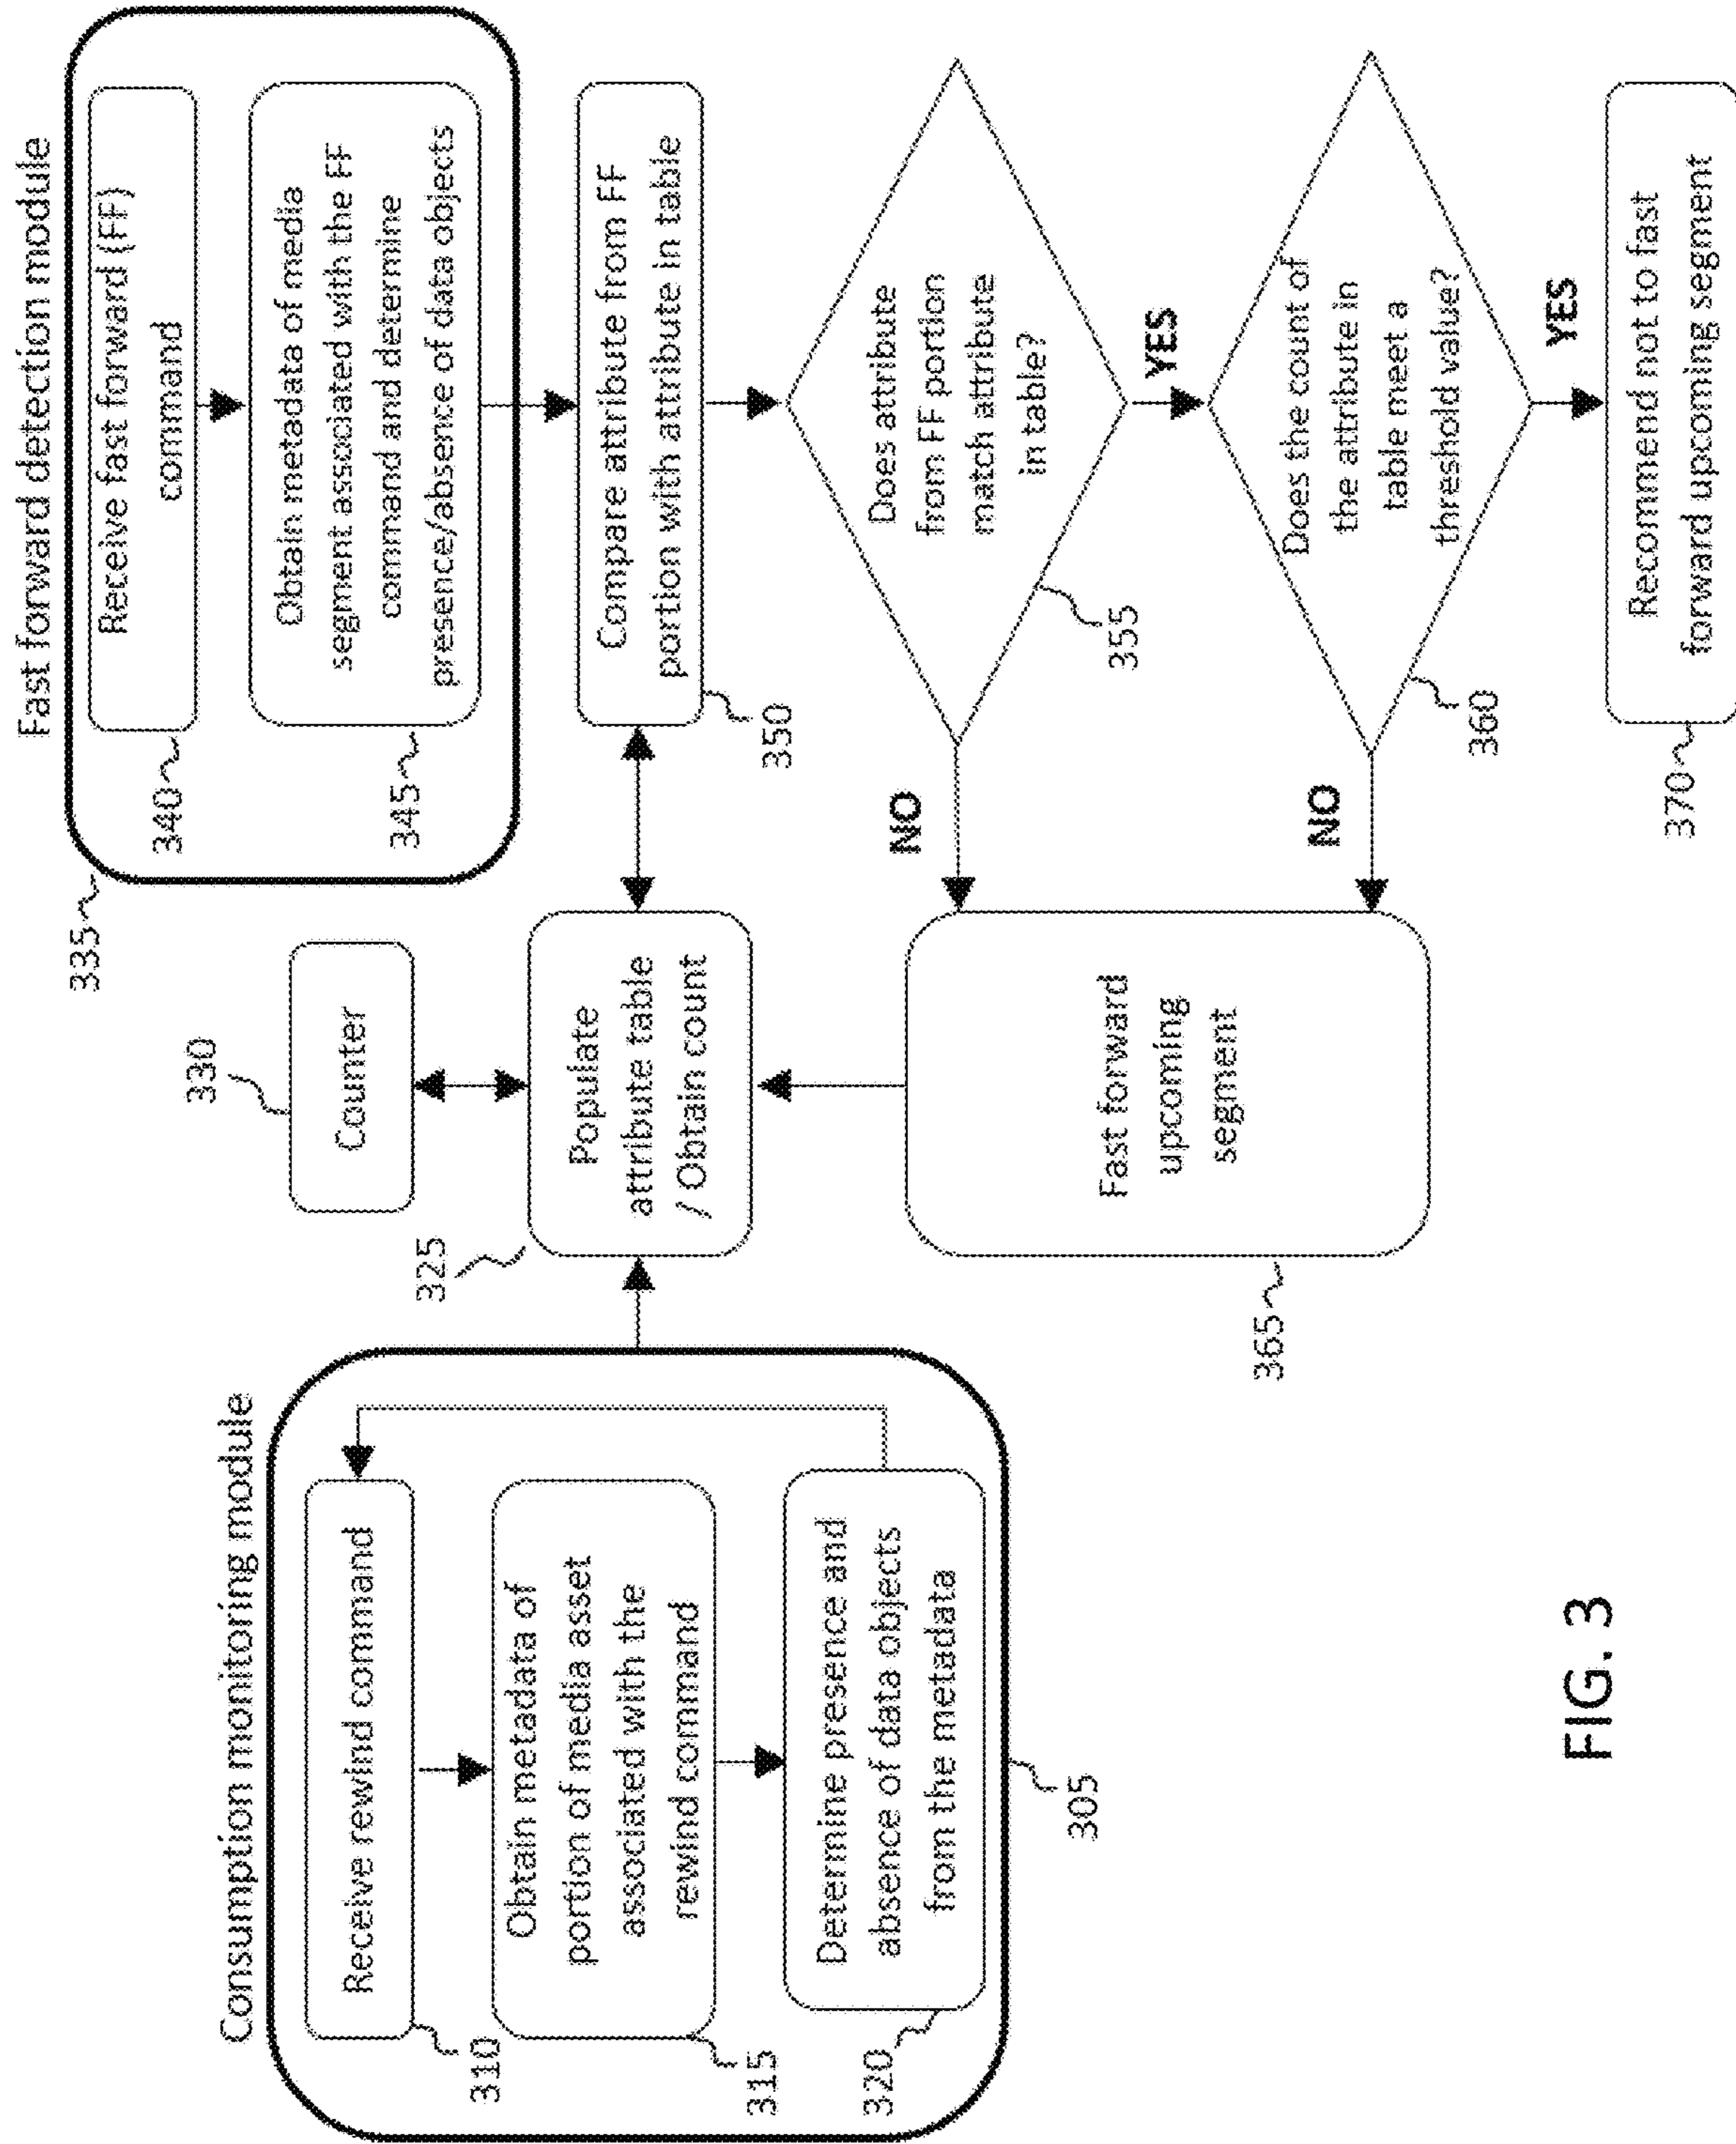 Consumption monitoring module
Receive rewind command
310
Obtain metadata of
portion of media asset
associated with the
rewind command
315
Determine presence and
absence of data objects
from the metadata
320
305
330
Counter
325
Populate
attribute table
/ Obtain count
Fast forward
upcoming
segment
365
Fast forward detection module
335
Receive fast forward (FF)
command
340
Obtain metadata of media
segment associated with the FF
command and determine
presence/absence of data objects
345
Compare attribute from FF
portion with attribute in table
350
Does attribute
from FF portion
match attribute
in table?
355
NO
YES
Does the count of
the attribute in
table meet a
threshold value?
360
NO
YES
Recommend not to fast
forward upcoming segment
370
FIG. 3